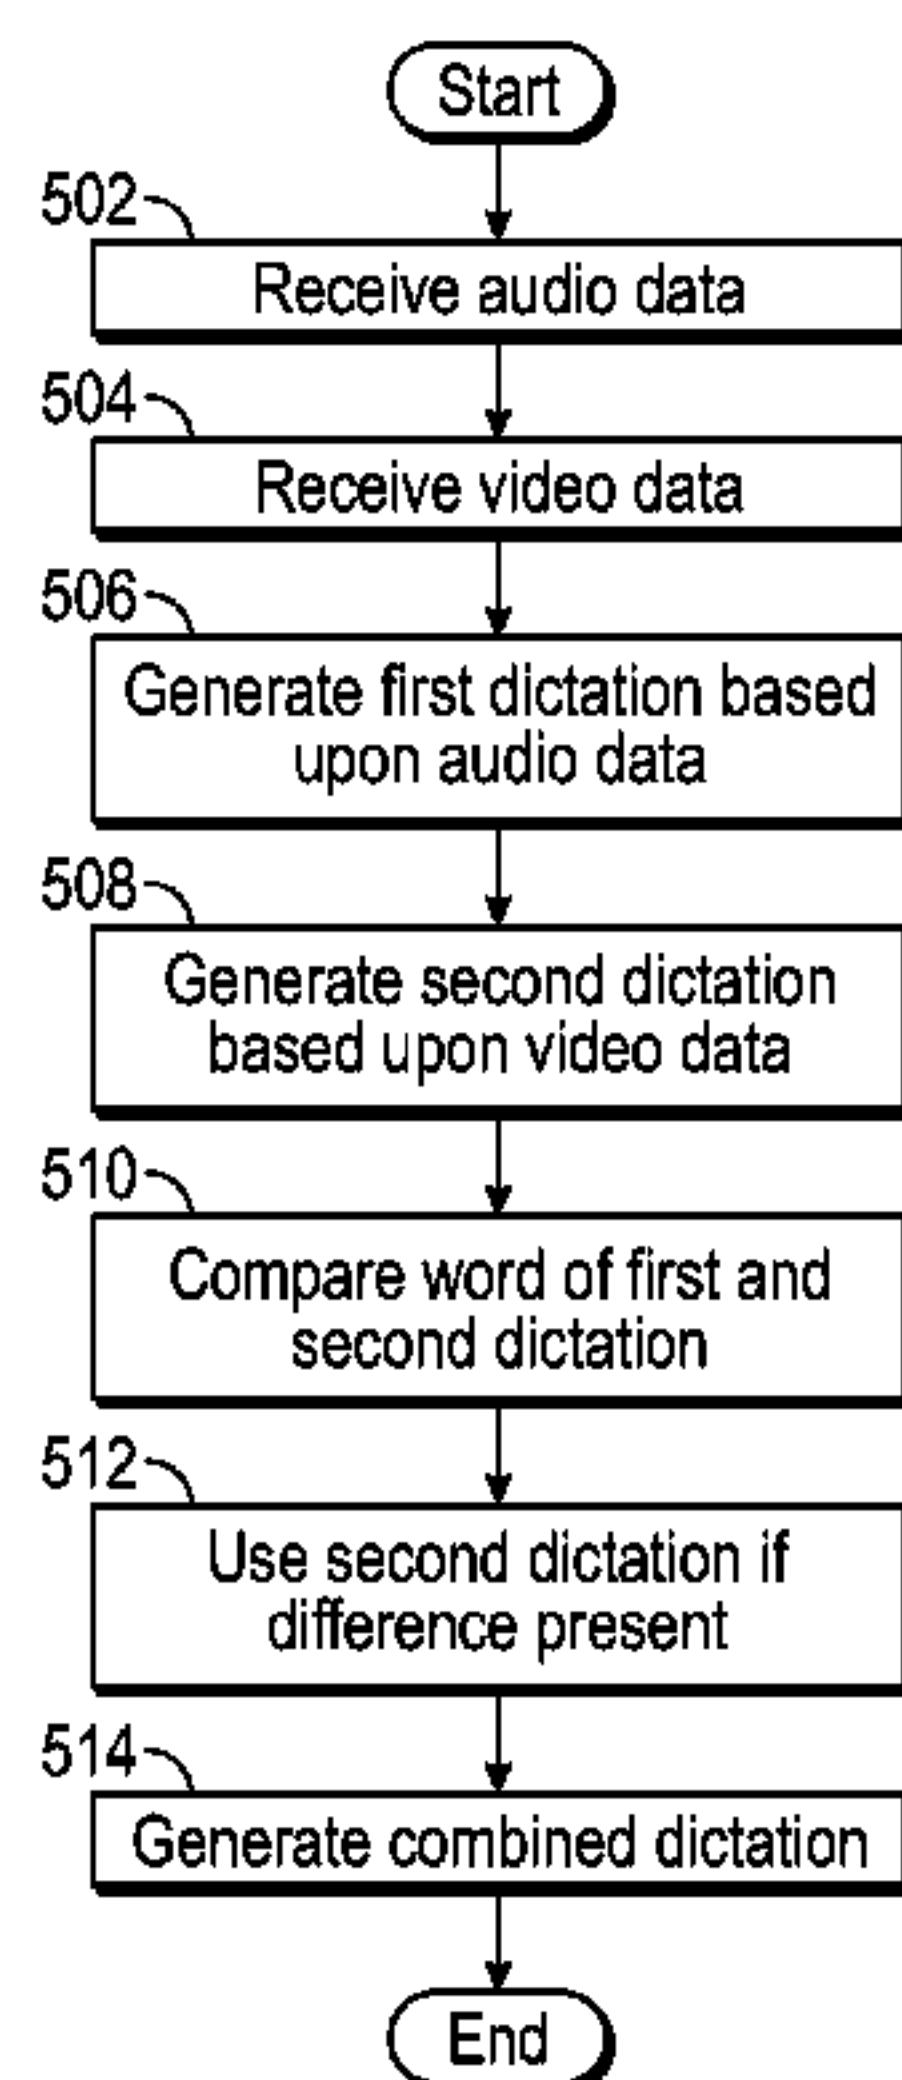 Start
502
Receive audio data
504
Receive video data
506
Generate first dictation based
upon audio data
508
Generate second dictation
based upon video data
510
Compare word of first and
second dictation
512
Use second dictation if
difference present
514
Generate combined dictation
End